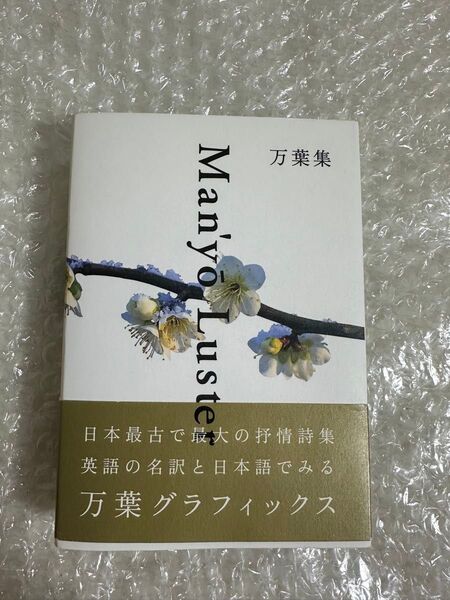 万葉集
Man'yō Luster
日本最古で最大の抒情詩集
英語の名訳と日本語でみる
万葉グラフィックス